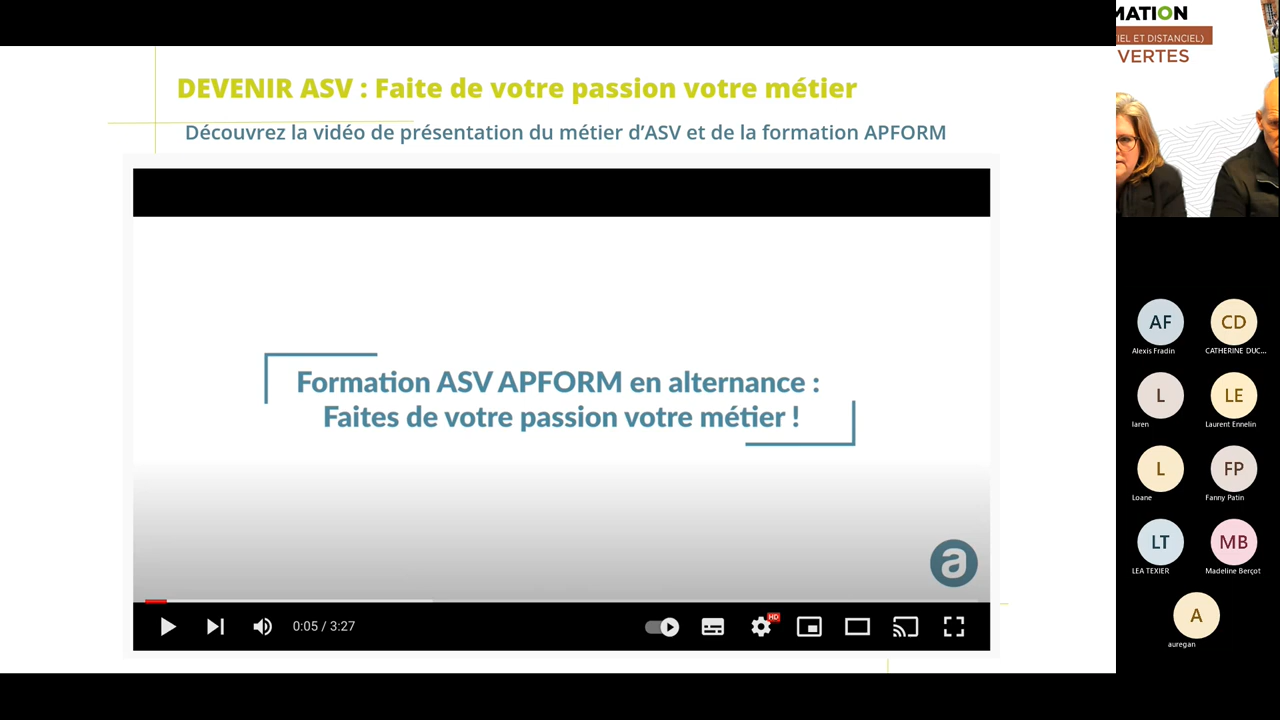 DEVENIR ASV : Faite de votre passion votre métier
Découvrez la vidéo de présentation du métier d'ASV et de la formation APFORM
Formation ASV APFORM en alternance :
Faites de votre passion votre métier !
a
0:05 / 3:27
HD
MATION
IEL ET DISTANCIEL)
VERTES
AF
Alexis Fradin
CD
CATHERINE DUC...
L
laren
LE
Laurent Ennelin
L
Loane
FP
Fanny Patin
LT
LEA TEXIER
MB
Madeline Berçot
A
auregan